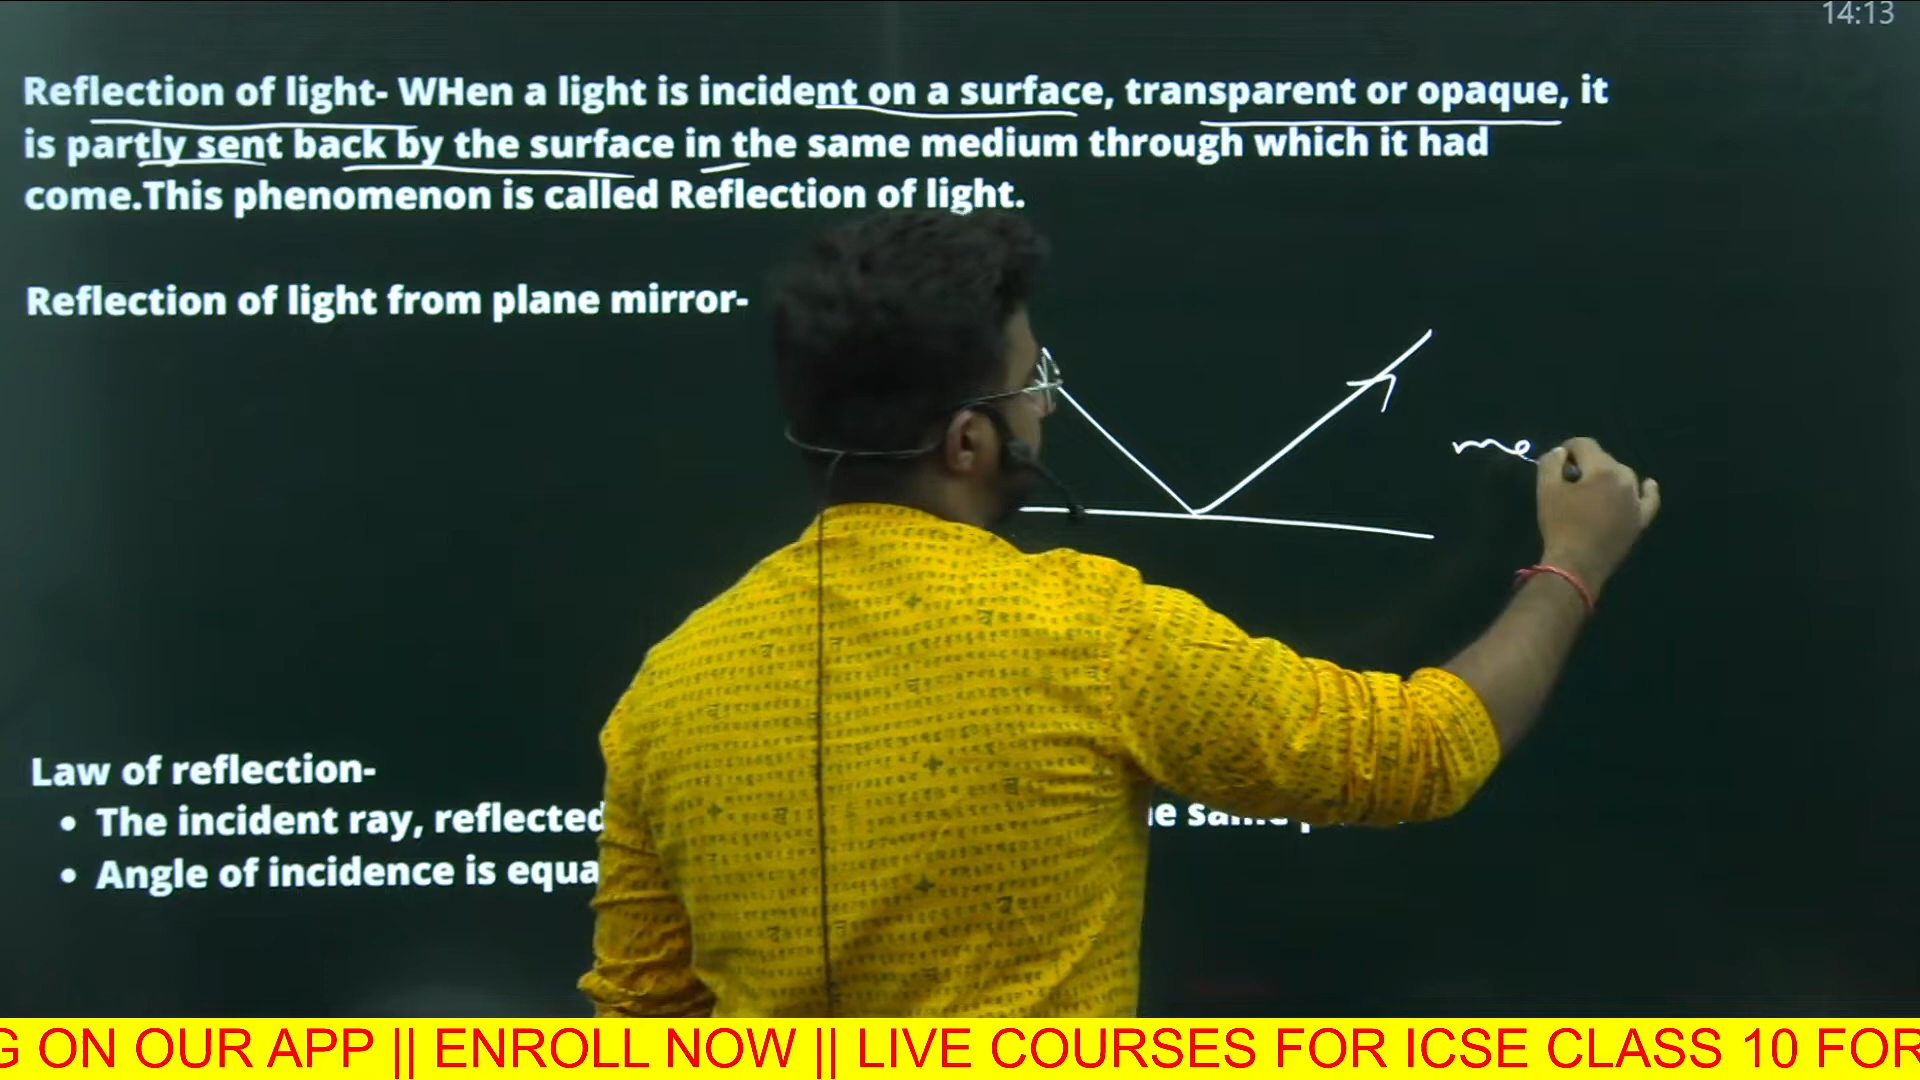 14:13
Reflection of light- WHen a light is incident on a surface, transparent or opaque, it
is partly sent back by the surface in the same medium through which it had
come.This phenomenon is called Reflection of light.
Reflection of light from plane mirror-
me
Law of reflection-
• The incident ray, reflected same
• Angle of incidence is equa
G ON OUR APP || ENROLL NOW || LIVE COURSES FOR ICSE CLASS 10 FOR